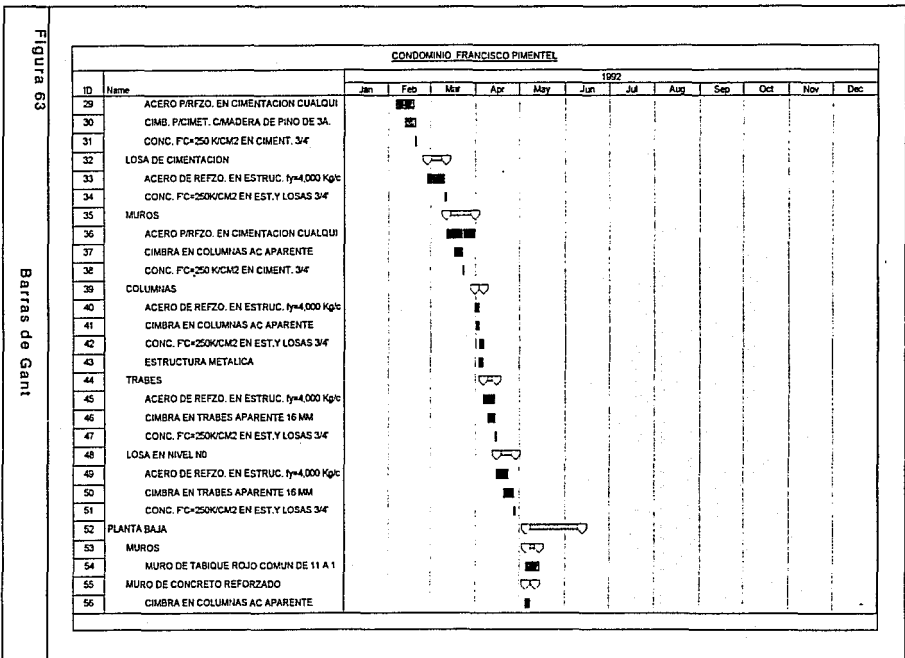 Figura 63
Barras de Gant
CONDOMINIO FRANCISCO PIMENTEL
1992
ID Name Jan Feb Mar Apr May Jun Jul Aug Sep Oct Nov Dec
29 ACERO P/RFZO. EN CIMENTACION CUALQUI
30 CIMB. P/CIMET. C/MADERA DE PINO DE 3A.
31 CONC. F'C=250 K/CM2 EN CIMENT. 3/4"
32 LOSA DE CIMENTACION
33 ACERO DE REFZO. EN ESTRUC. fy=4,000 Kg/c
34 CONC. F'C=250K/CM2 EN EST.Y LOSAS 3/4"
35 MUROS
36 ACERO P/RFZO. EN CIMENTACION CUALQUI
37 CIMBRA EN COLUMNAS AC APARENTE
38 CONC. F'C=250 K/CM2 EN CIMENT. 3/4"
39 COLUMNAS
40 ACERO DE REFZO. EN ESTRUC. fy=4,000 Kg/c
41 CIMBRA EN COLUMNAS AC APARENTE
42 CONC. F'C=250K/CM2 EN EST.Y LOSAS 3/4"
43 ESTRUCTURA METALICA
44 TRABES
45 ACERO DE REFZO. EN ESTRUC. fy=4,000 Kg/c
46 CIMBRA EN TRABES APARENTE 16 MM
47 CONC. F'C=250K/CM2 EN EST.Y LOSAS 3/4"
48 LOSA EN NIVEL N0
49 ACERO DE REFZO. EN ESTRUC. fy=4,000 Kg/c
50 CIMBRA EN TRABES APARENTE 16 MM
51 CONC. F'C=250K/CM2 EN EST.Y LOSAS 3/4"
52 PLANTA BAJA
53 MUROS
54 MURO DE TABIQUE ROJO COMUN DE 11 A 1
55 MURO DE CONCRETO REFORZADO
56 CIMBRA EN COLUMNAS AC APARENTE